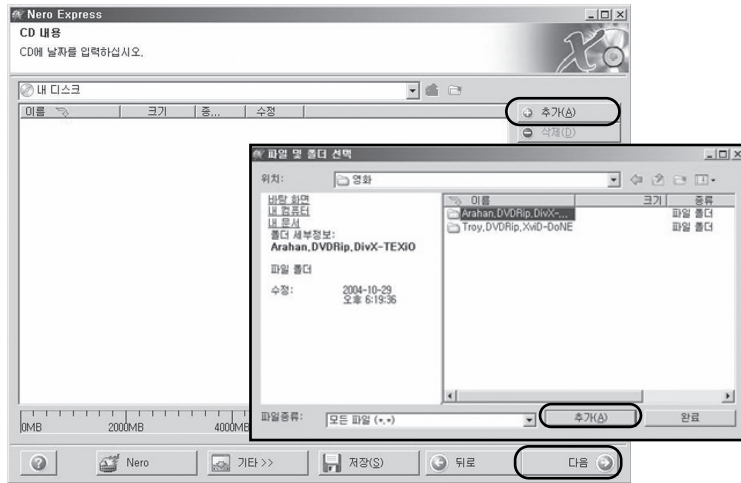 Nero Express
CD 내용
CD에 날짜를 입력하십시오.
내 디스크
이름 크기 종... 수정
추가(A)
삭제(D)
파일 및 폴더 선택
위치: 영화
바탕 화면
내 컴퓨터
내 문서
폴더 세부정보:
Arahan,DVDRip,DivX-TEXiO
파일 폴더
수정: 2004-10-29
오후 6:19:36
이름 크기 종류
Arahan,DVDRip,DivX-... 파일 폴더
Troy,DVDRip,XviD-DoNE 파일 폴더
파일종류: 모든 파일 (*,*) 추가(A) 완료
0MB 2000MB 4000MB
Nero 기타 >> 저장(S) 뒤로 다음